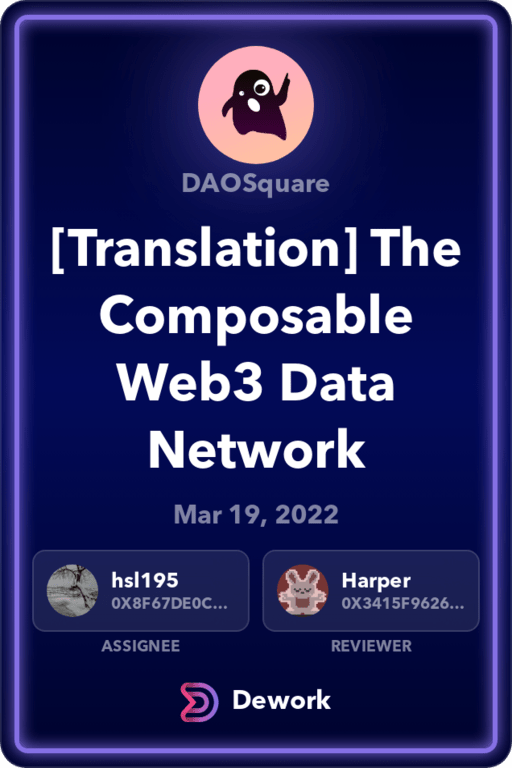 DAOSquare
[Translation] The
Composable
Web3 Data
Network
Mar 19, 2022
hsl195
0X8F67DE0C...
ASSIGNEE
Harper
0X3415F9626...
REVIEWER
Dework